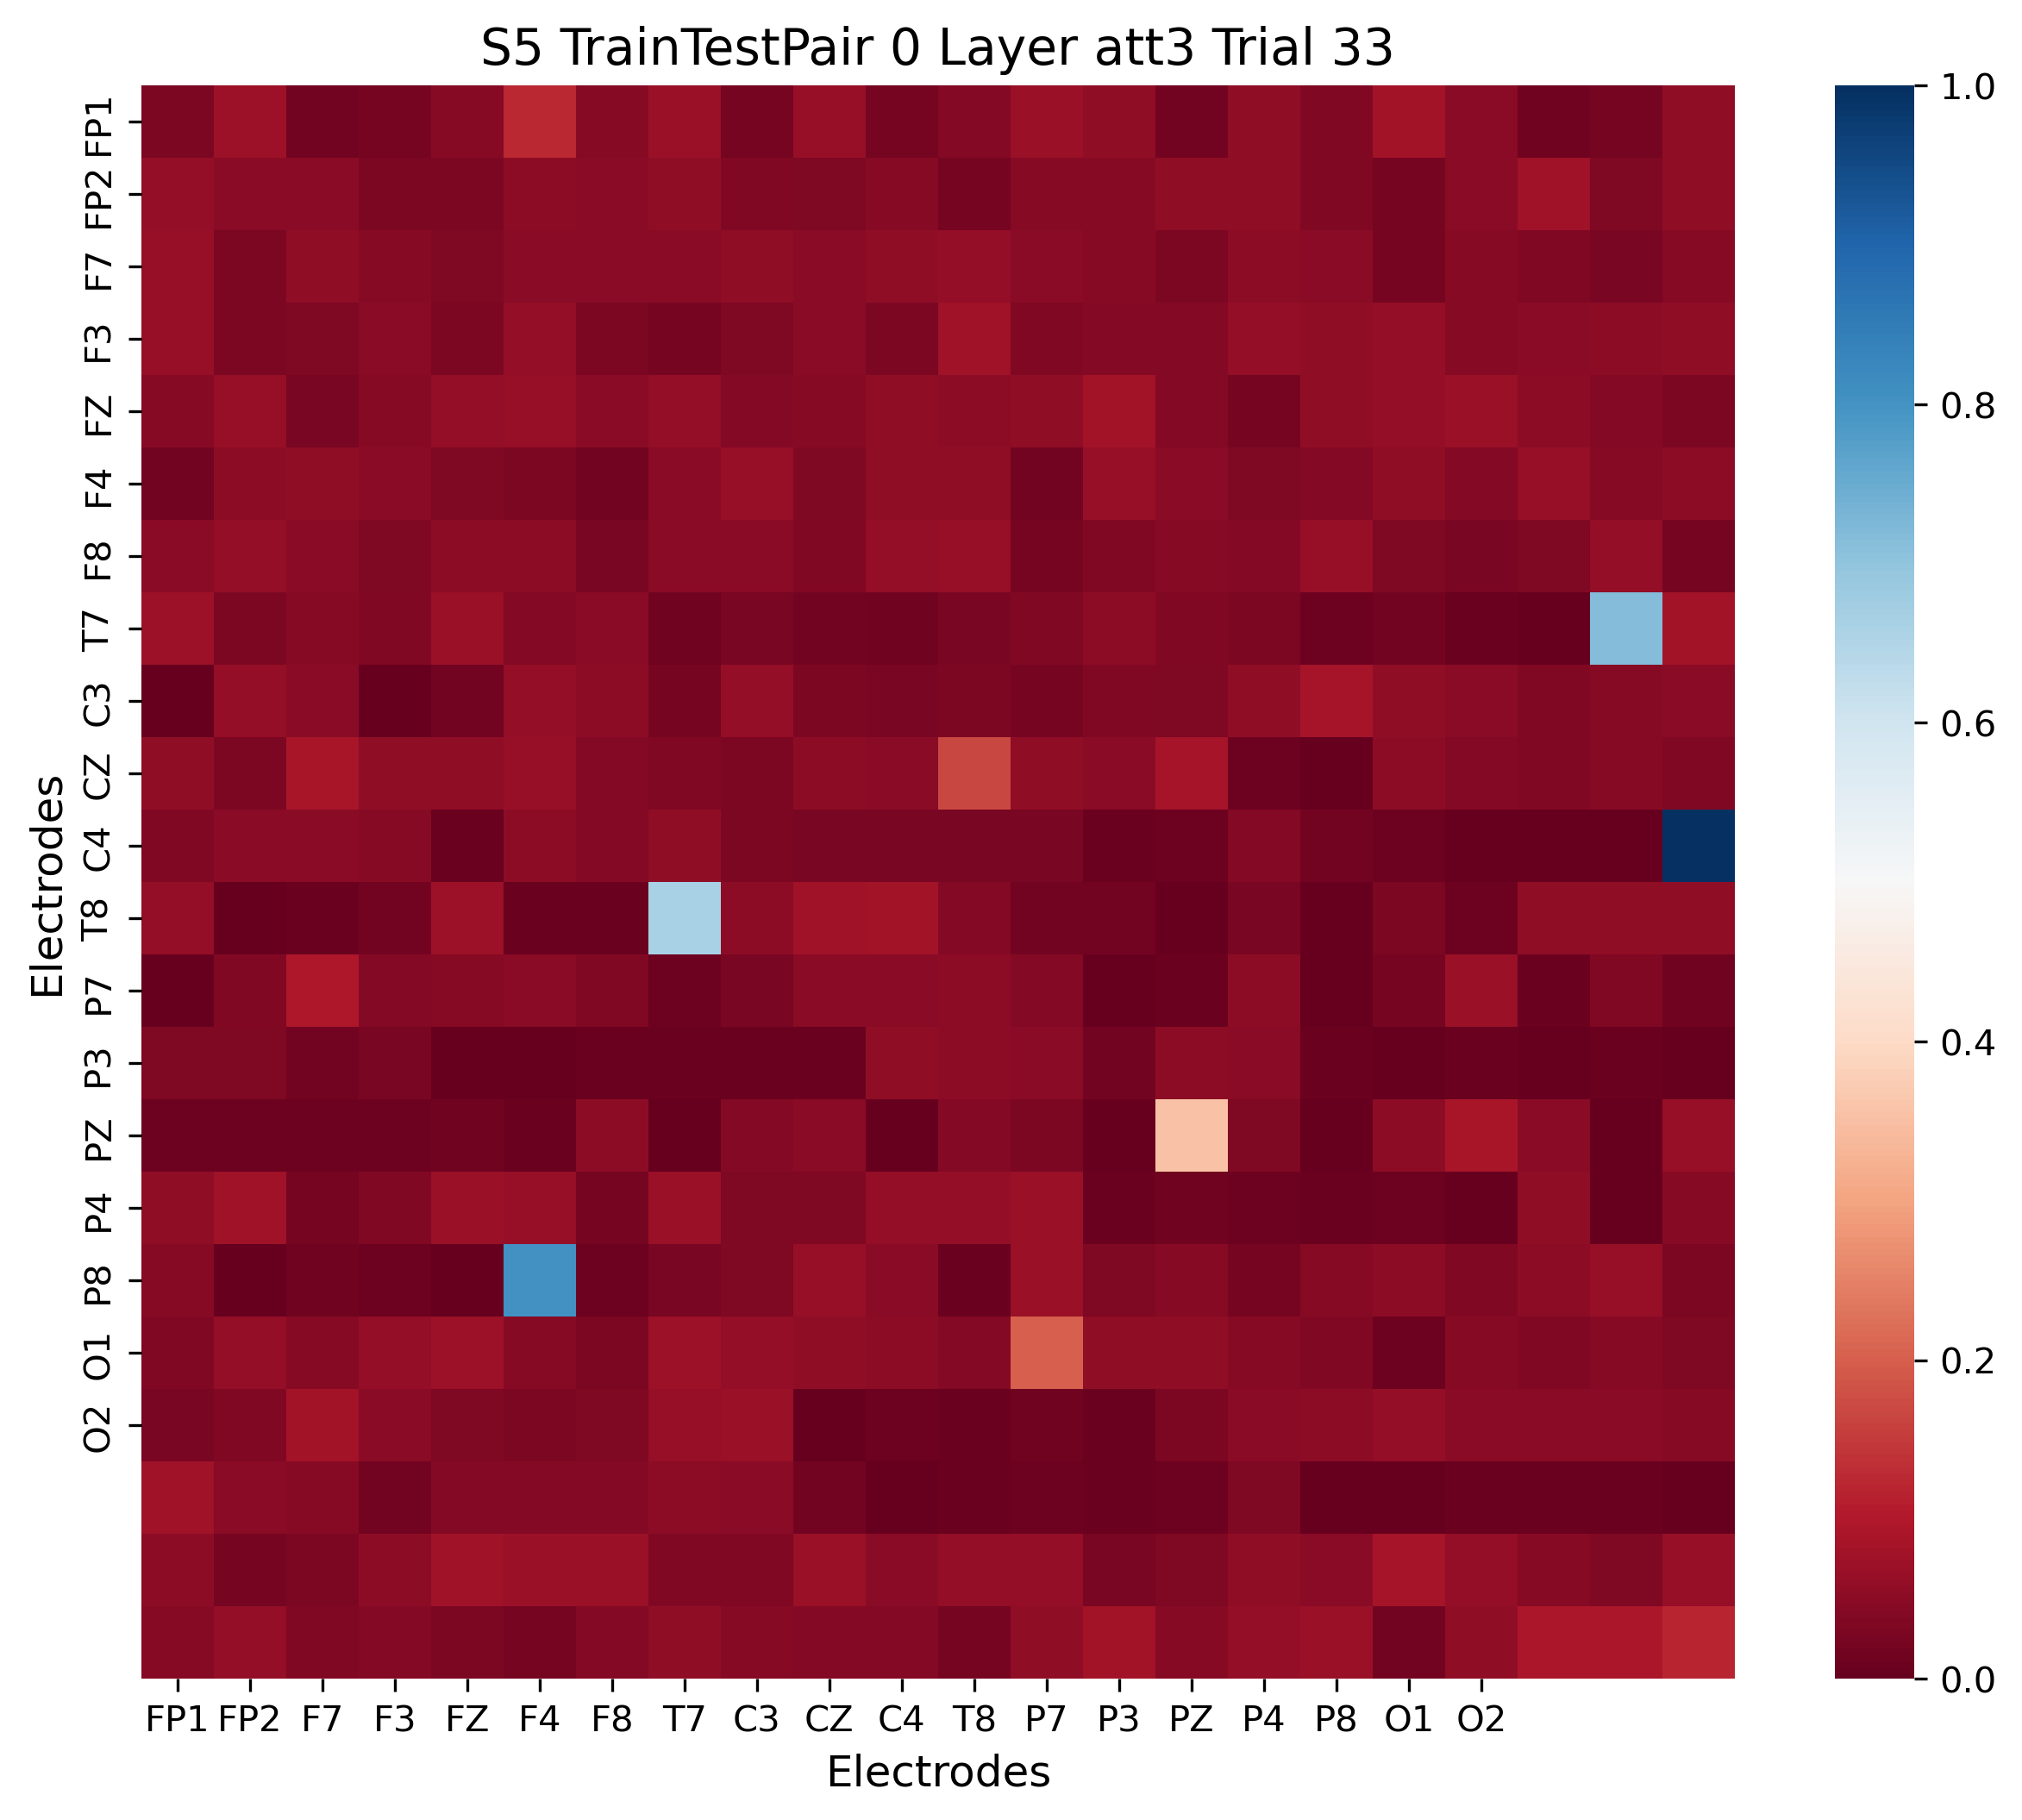 S5 TrainTestPair 0 Layer att3 Trial 33
Electrodes
FP1
FP2
F7
F3
FZ
F4
F8
T7
C3
CZ
C4
T8
P7
P3
PZ
P4
P8
O1
O2
FP1 FP2 F7 F3 FZ F4 F8 T7 C3 CZ C4 T8 P7 P3 PZ P4 P8 O1 O2
Electrodes
1.0
0.8
0.6
0.4
0.2
0.0